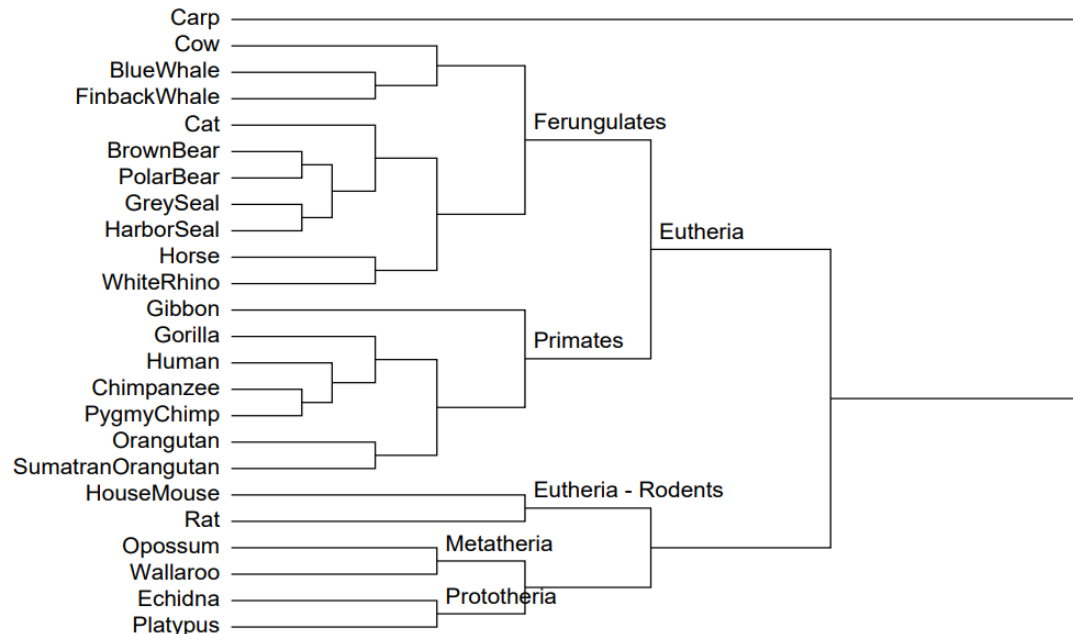 Carp
Cow
BlueWhale
FinbackWhale
Cat
Ferungulates
BrownBear
PolarBear
GreySeal
HarborSeal
Eutheria
Horse
WhiteRhino
Gibbon
Gorilla
Primates
Human
Chimpanzee
PygmyChimp
Orangutan
SumatranOrangutan
HouseMouse
Eutheria - Rodents
Rat
Opossum
Metatheria
Wallaroo
Echidna
Prototheria
Platypus